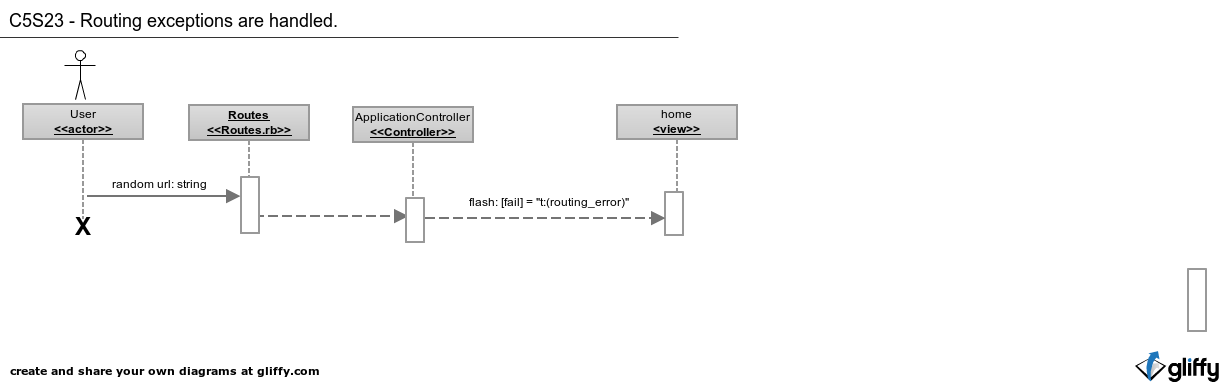 C5S23 - Routing exceptions are handled.
User
<<actor>>
Routes
<<Routes.rb>>
ApplicationController
<<Controller>>
home
<view>>
random url: string
flash: [fail] = "t:(routing_error)"
X
create and share your own diagrams at gliffy.com
gliffy